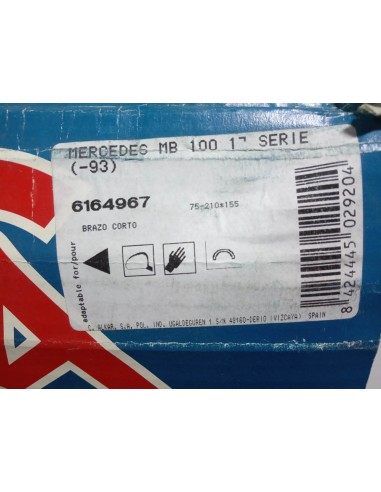 MERCEDES MB 100 1ª SERIE
(-93)
6164967 75-210x155
BRAZO CORTO
adaptable for/pour
C. ALKAR, S.A. POL. IND. UGALDEGUREN 1 S/N 48160-DERIO (VIZCAYA) SPAIN
8 424445 029204